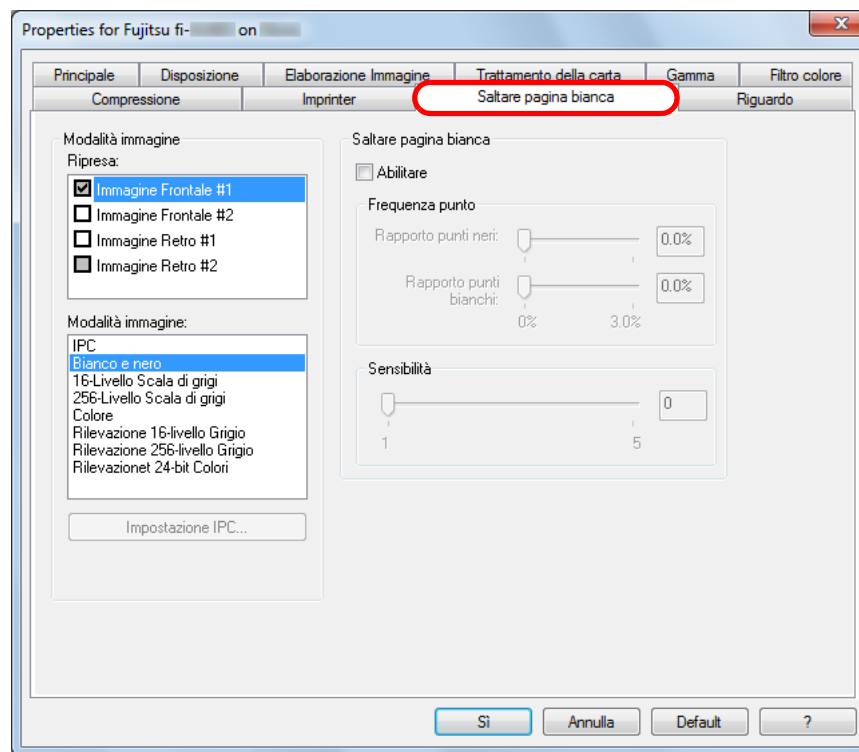 Properties for Fujitsu fi- on
Principale Disposizione Elaborazione Immagine Trattamento della carta Gamma Filtro colore
Compressione Imprinter Saltare pagina bianca Riguardo
Modalità immagine
Ripresa:
Immagine Frontale #1
Immagine Frontale #2
Immagine Retro #1
Immagine Retro #2
Modalità immagine:
IPC
Bianco e nero
16-Livello Scala di grigi
256-Livello Scala di grigi
Colore
Rilevazione 16-livello Grigio
Rilevazione 256-livello Grigio
Rilevazionet 24-bit Colori
Impostazione IPC...
Saltare pagina bianca
Abilitare
Frequenza punto
Rapporto punti neri: 0.0%
Rapporto punti
bianchi: 0.0%
0% 3.0%
Sensibilità
0
1 5
Sì Annulla Default ?